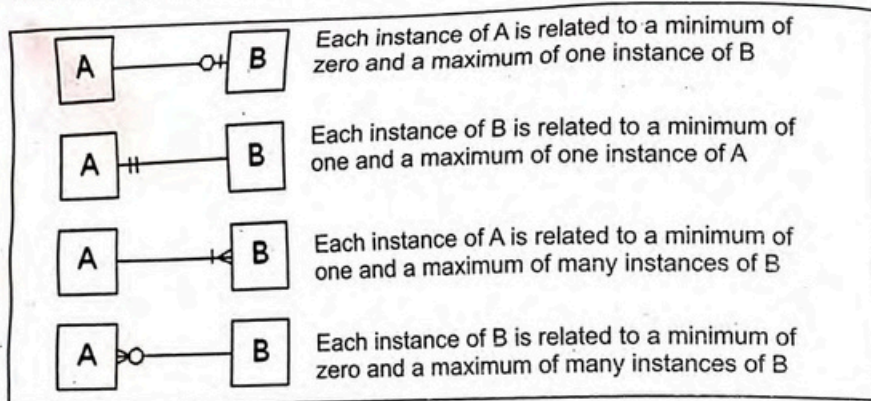 A B Each instance of A is related to a minimum of
zero and a maximum of one instance of B
A B Each instance of B is related to a minimum of
one and a maximum of one instance of A
A B Each instance of A is related to a minimum of
one and a maximum of many instances of B
A B Each instance of B is related to a minimum of
zero and a maximum of many instances of B